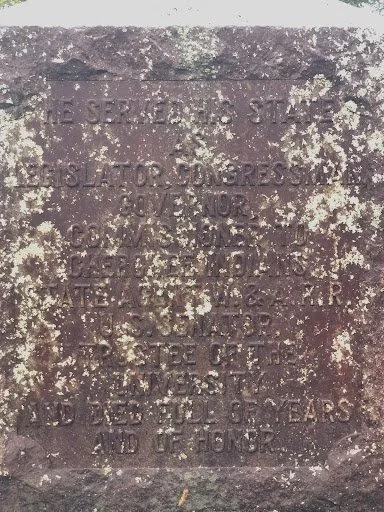 HE SERVED HIS STATE
AS
LEGISLATOR, CONGRESSMAN,
GOVERNOR,
COMMISSIONER TO
CHEROKEE INDIANS,
STATE AGENT W. & A. R.R.
U. S. SENATOR,
TRUSTEE OF THE
UNIVERSITY
AND DIED FULL OF YEARS
AND OF HONOR.